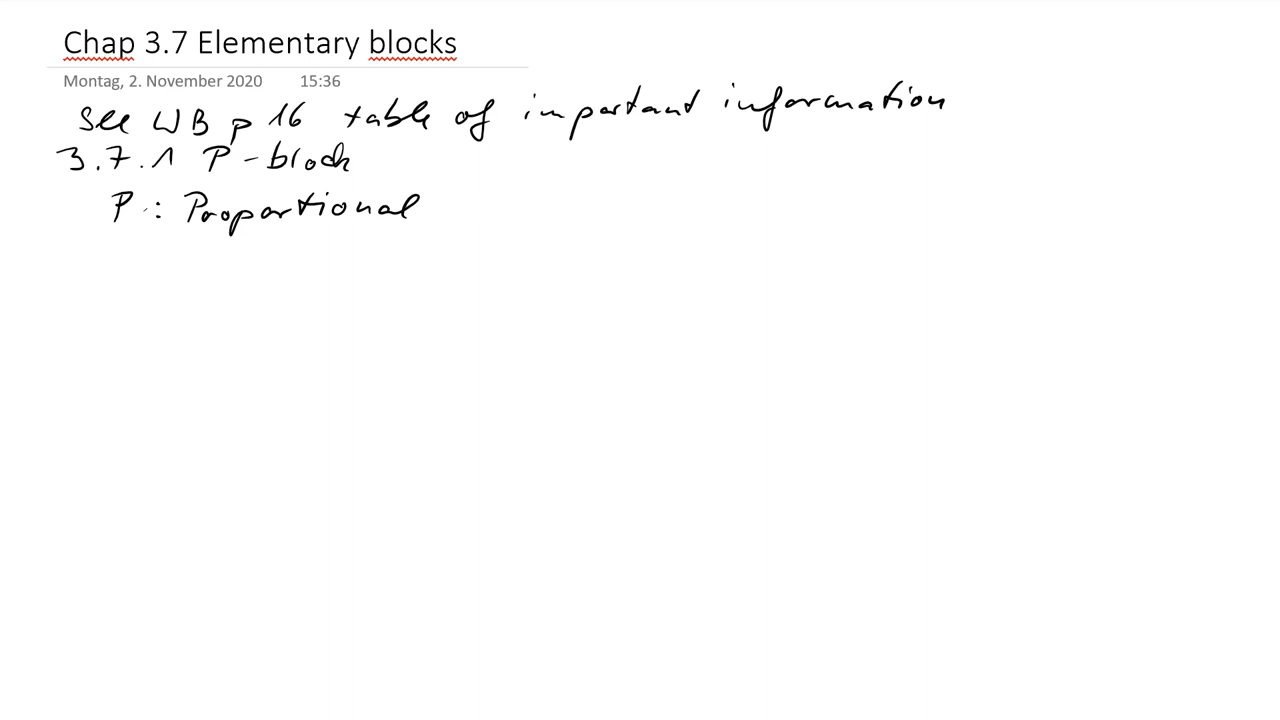 Chap 3.7 Elementary blocks
Montag, 2. November 2020 15:36
See WB p 16 table of important information
3.7.1 P-block
P : Proportional